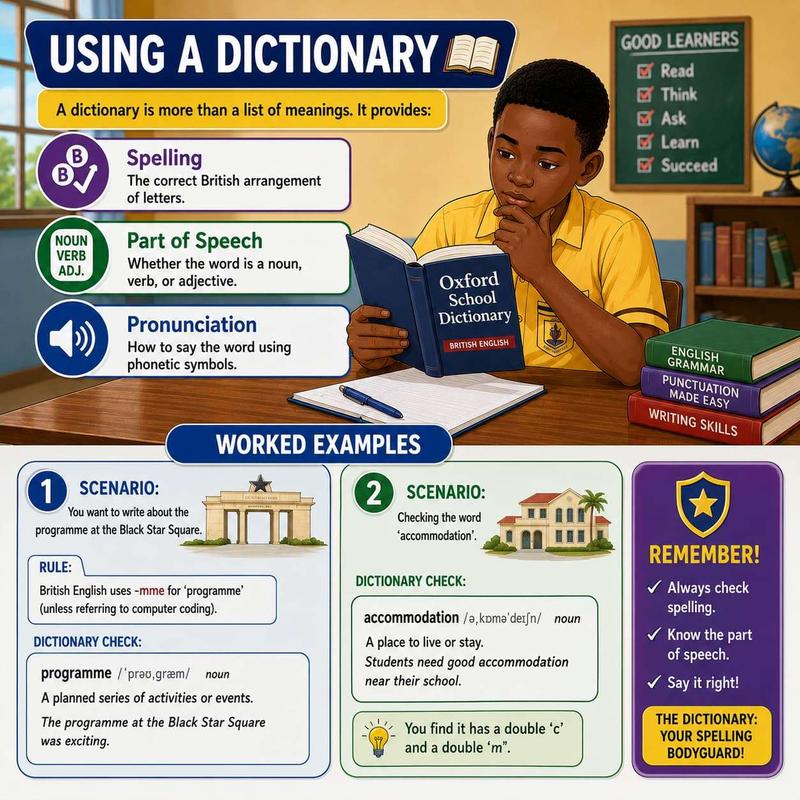 USING A DICTIONARY
A dictionary is more than a list of meanings. It provides:
B
B
Spelling
The correct British arrangement
of letters.
NOUN
VERB
ADJ.
Part of Speech
Whether the word is a noun,
verb, or adjective.
Pronunciation
How to say the word using
phonetic symbols.
GOOD LEARNERS
Read
Think
Ask
Learn
Succeed
Oxford
School
Dictionary
BRITISH ENGLISH
ENGLISH
GRAMMAR
PUNCTUATION
MADE EASY
WRITING SKILLS
WORKED EXAMPLES
1 SCENARIO:
You want to write about the
programme at the Black Star Square.
RULE:
British English uses -mme for ‘programme’
(unless referring to computer coding).
DICTIONARY CHECK:
programme /ˈprəʊˌɡræm/ noun
A planned series of activities or events.
The programme at the Black Star Square
was exciting.
2 SCENARIO:
Checking the word
‘accommodation’.
DICTIONARY CHECK:
accommodation /əˌkɒməˈdeɪʃn/ noun
A place to live or stay.
Students need good accommodation
near their school.
You find it has a double ‘c’
and a double ‘m”.
REMEMBER!
Always check
spelling.
Know the part
of speech.
Say it right!
THE DICTIONARY:
YOUR SPELLING
BODYGUARD!